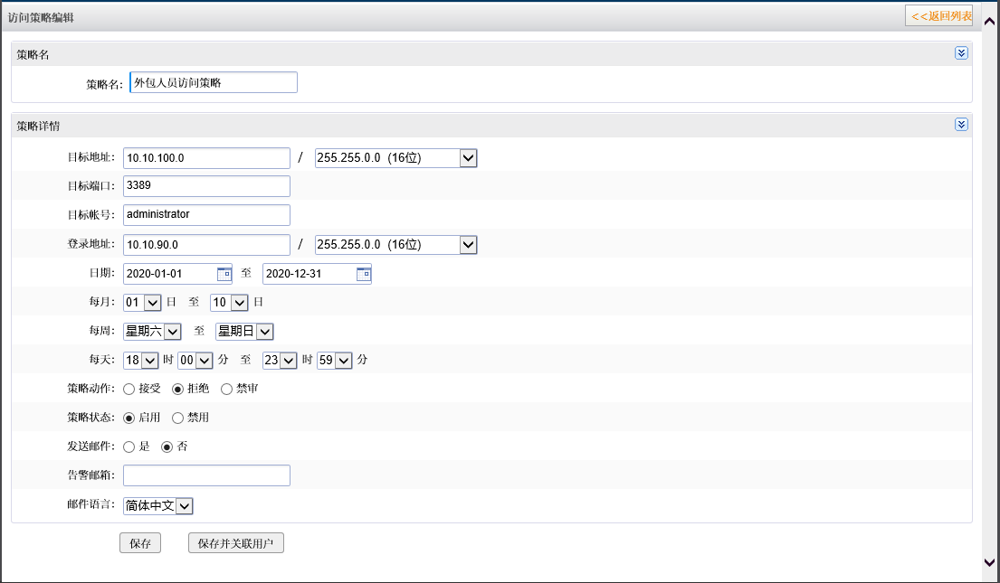 访问策略编辑 <<返回列表
策略名
策略名: 外包人员访问策略
策略详情
目标地址: 10.10.100.0 / 255.255.0.0 (16位)
目标端口: 3389
目标帐号: administrator
登录地址: 10.10.90.0 / 255.255.0.0 (16位)
日期: 2020-01-01 至 2020-12-31
每月: 01 日 至 10 日
每周: 星期六 至 星期日
每天: 18 时 00 分 至 23 时 59 分
策略动作: 接受 拒绝 禁审
策略状态: 启用 禁用
发送邮件: 是 否
告警邮箱:
邮件语言: 简体中文
保存 保存并关联用户